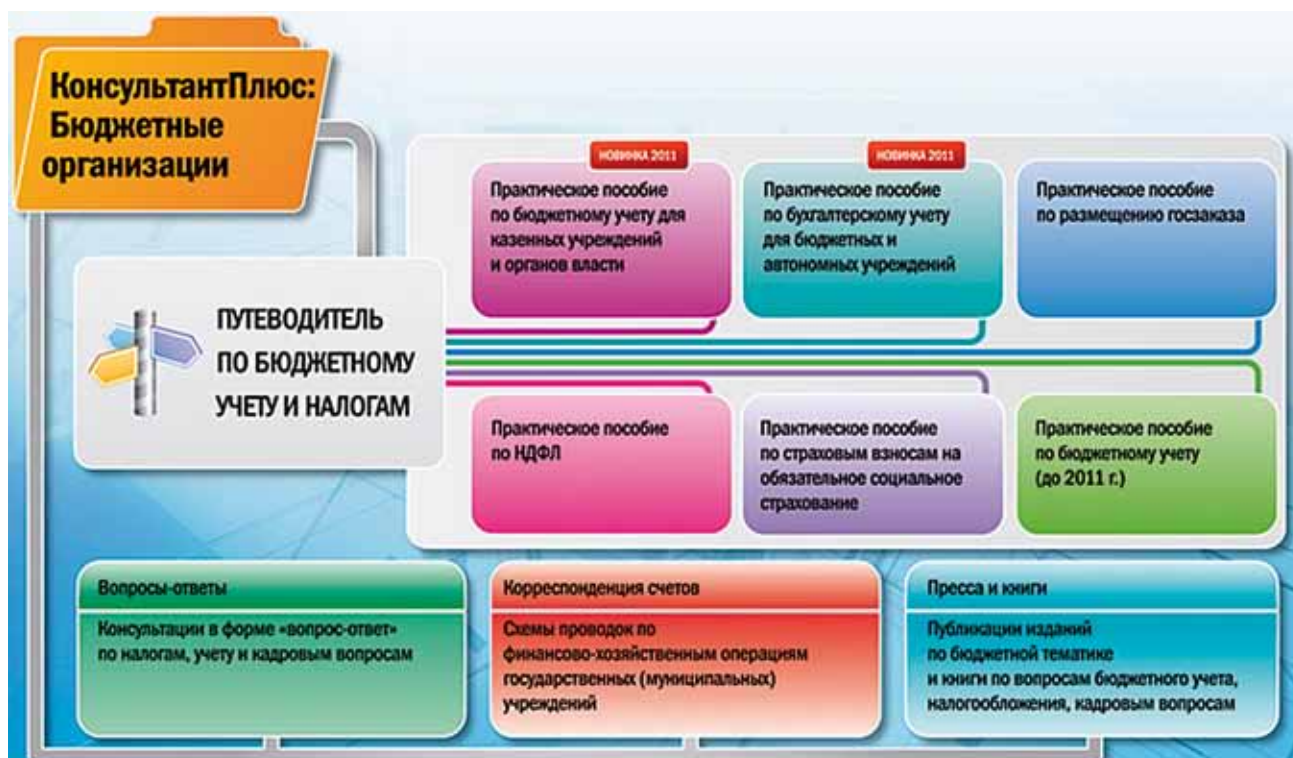 КонсультантПлюс:
Бюджетные
организации
НОВИНКА 2011
Практическое пособие
по бюджетному учету для
казенных учреждений
и органов власти
НОВИНКА 2011
Практическое пособие
по бухгалтерскому учету
для бюджетных и
автономных учреждений
Практическое пособие
по размещению госзаказа
ПУТЕВОДИТЕЛЬ
ПО БЮДЖЕТНОМУ
УЧЕТУ И НАЛОГАМ
Практическое пособие
по НДФЛ
Практическое пособие
по страховым взносам на
обязательное социальное
страхование
Практическое пособие
по бюджетному учету
(до 2011 г.)
Вопросы-ответы
Консультации в форме «вопрос-ответ»
по налогам, учету и кадровым вопросам
Корреспонденция счетов
Схемы проводок по
финансово-хозяйственным операциям
государственных (муниципальных)
учреждений
Пресса и книги
Публикации изданий
по бюджетной тематике
и книги по вопросам бюджетного учета,
налогообложения, кадровым вопросам